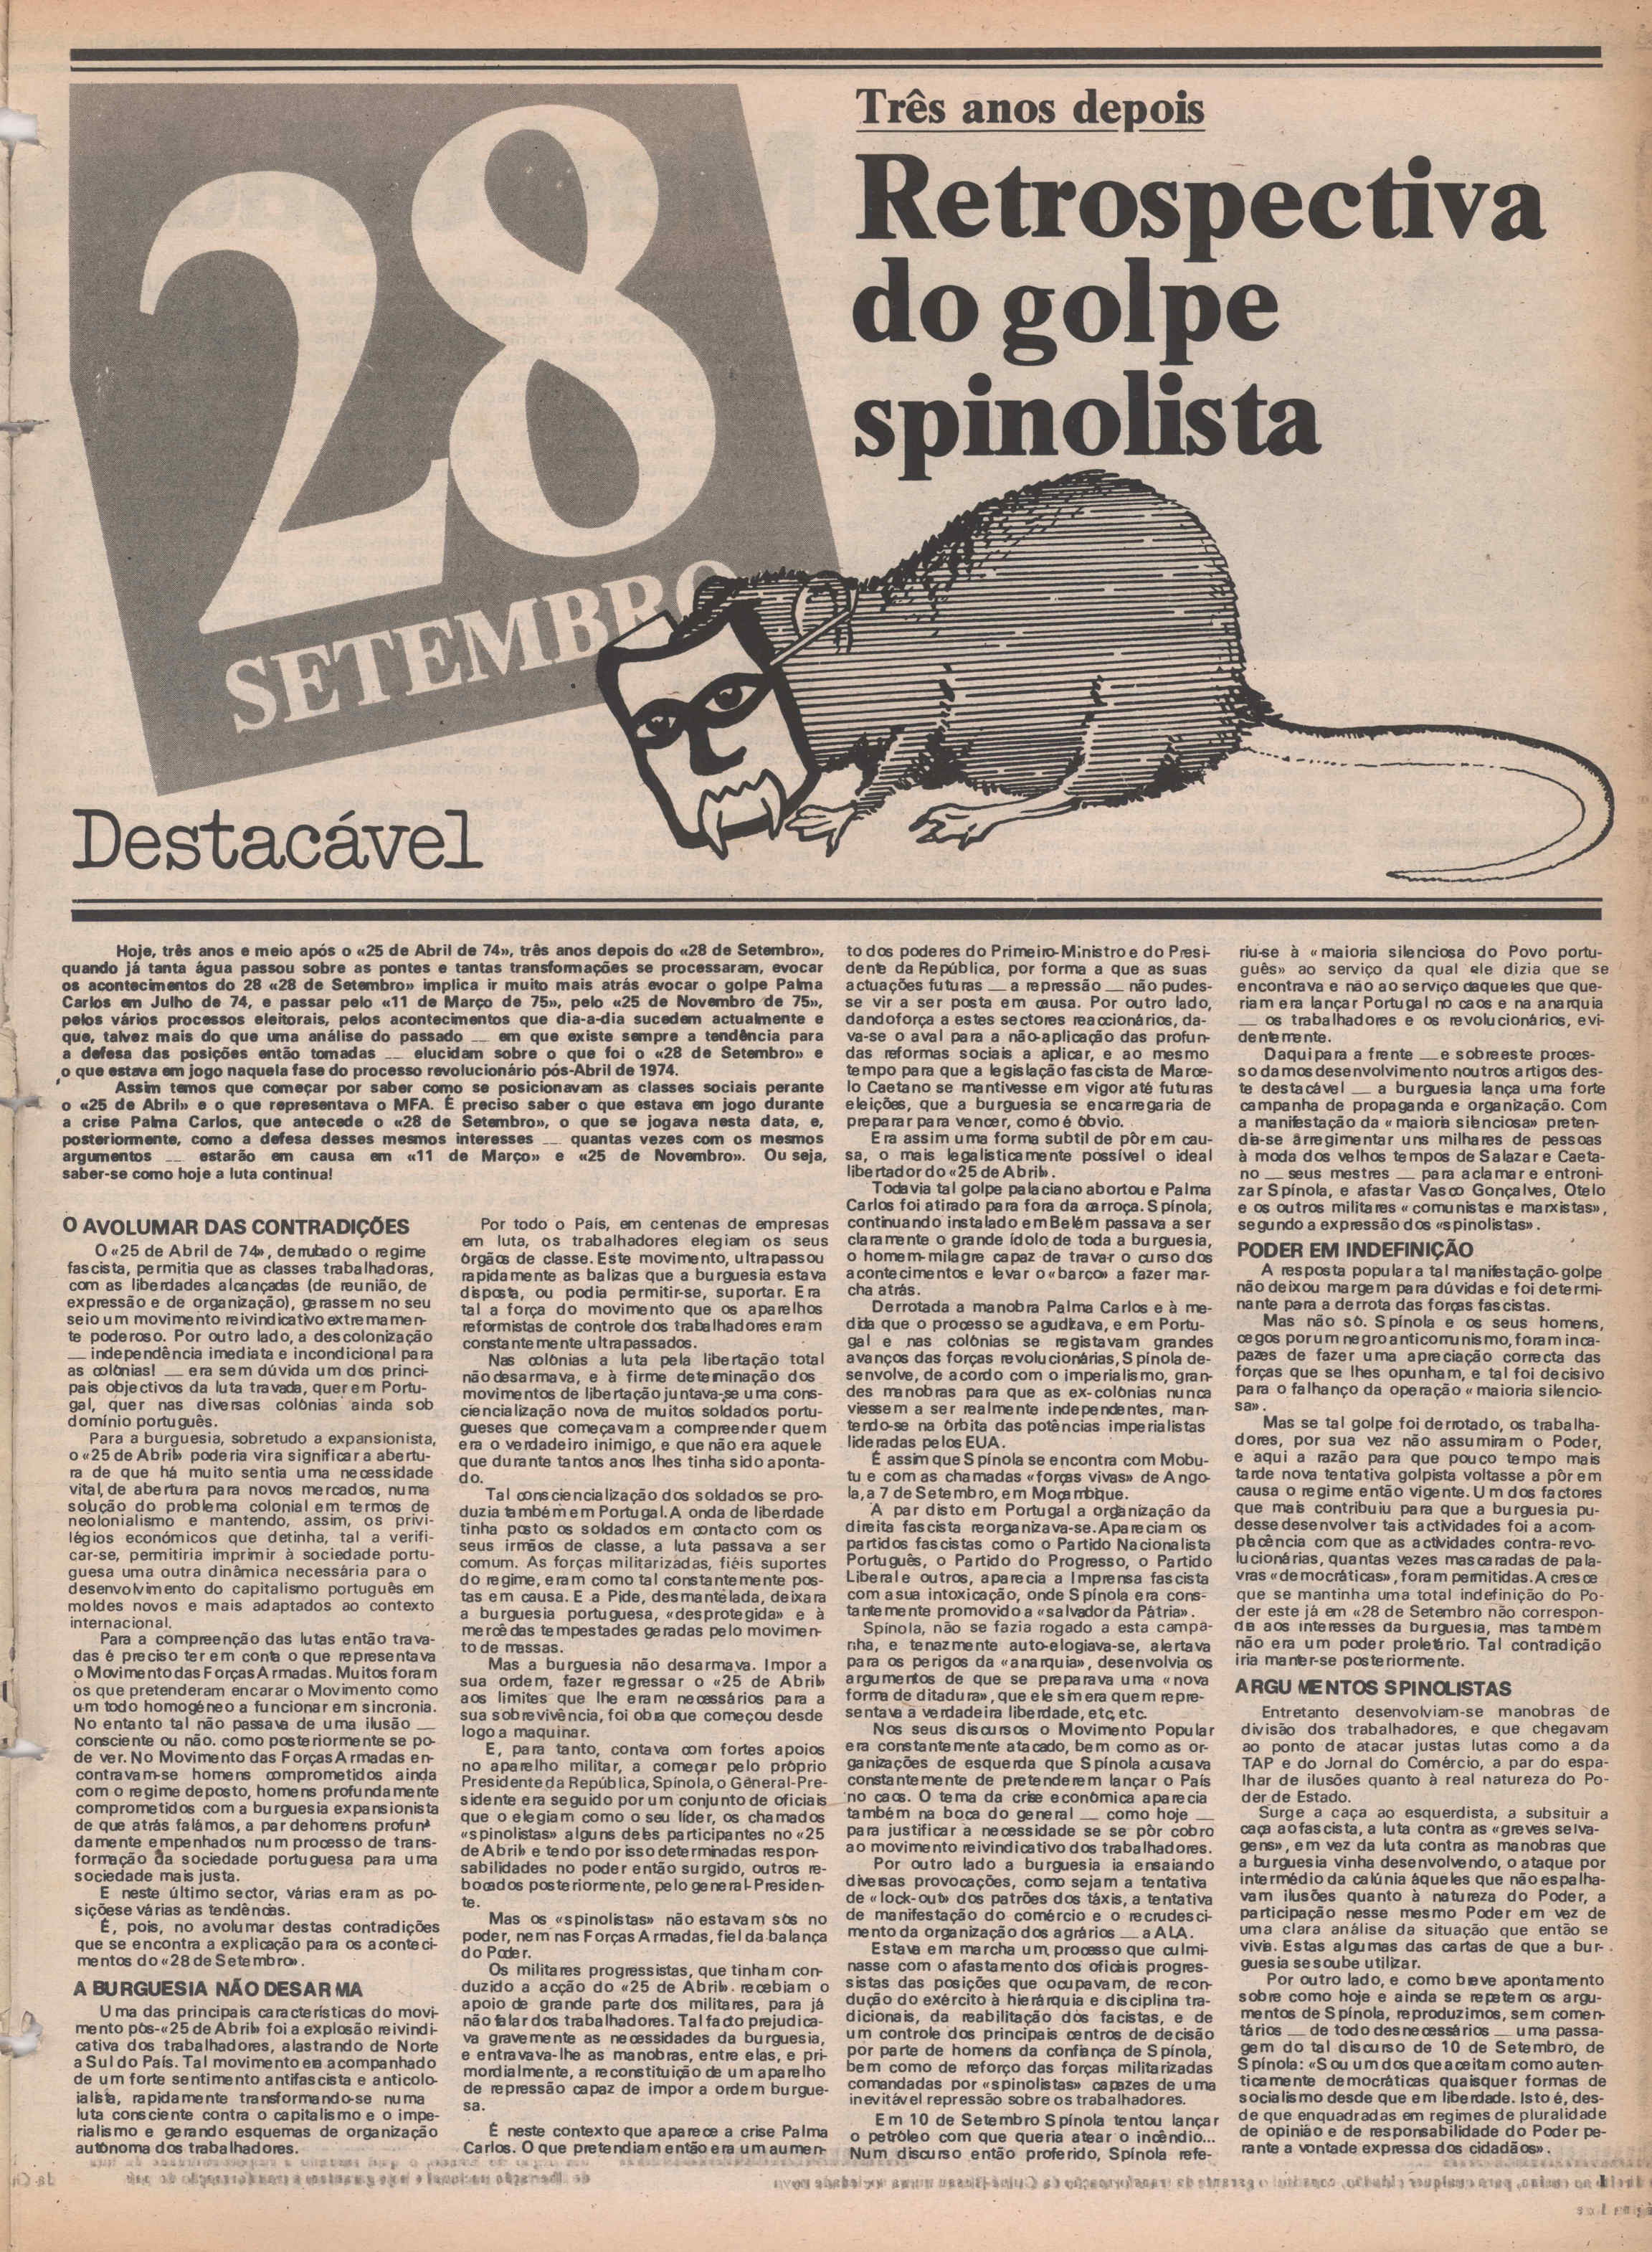 28
SETEMBRO
Três anos depois
Retrospectiva
do golpe
spinolista
Destacável
Hoje, três anos e meio após o «25 de Abril de 74», três anos depois do «28 de Setembro»,
quando já tanta água passou sobre as pontes e tantas transformações se processaram, evocar
os acontecimentos do 28 «28 de Setembro» implica ir muito mais atrás evocar o golpe Palma
Carlos em Julho de 74, e passar pelo «11 de Março de 75», pelo «25 de Novembro de 75»,
pelos vários processos eleitorais, pelos acontecimentos que dia-a-dia sucedem actualmente e
que, talvez mais do que uma análise do passado — em que existe sempre a tendência para
a defesa das posições então tomadas — elucidam sobre o que foi o «28 de Setembro» e
o que estava em jogo naquela fase do processo revolucionário pós-Abril de 1974.
Assim temos que começar por saber como se posicionavam as classes sociais perante
o «25 de Abril» e o que representava o MFA. É preciso saber o que estava em jogo durante
a crise Palma Carlos, que antecede o «28 de Setembro», o que se jogava nesta data, e,
posteriormente, como a defesa desses mesmos interesses — quantas vezes com os mesmos
argumentos — estarão em causa em «11 de Março» e «25 de Novembro». Ou seja,
saber-se como hoje a luta continua!
O AVOLUMAR DAS CONTRADIÇÕES
O «25 de Abril de 74», derrubado o regime
fascista, permitia que as classes trabalhadoras,
com as liberdades alcançadas (de reunião, de
expressão e de organização), gerassem no seu
seio um movimento reivindicativo extremamen-
te poderoso. Por outro lado, a descolonização
— independência imediata e incondicional para
as colónias! — era sem dúvida um dos princi-
pais objectivos da luta travada, quer em Portu-
gal, quer nas diversas colónias ainda sob
domínio português.
Para a burguesia, sobretudo a expansionista,
o «25 de Abril» poderia vir a significar a abertu-
ra de que há muito sentia uma necessidade
vital, de abertura para novos mercados, numa
solução do problema colonial em termos de
neolonialismo e mantendo, assim, os privi-
légios económicos que detinha, tal a verifi-
car-se, permitiria imprimir à sociedade portu-
guesa uma outra dinâmica necessária para o
desenvolvimento do capitalismo português em
moldes novos e mais adaptados ao contexto
internacional.
Para a compreenção das lutas então trava-
das é preciso ter em conta o que representava
o Movimento das Forças Armadas. Muitos foram
os que pretenderam encarar o Movimento como
um todo homogéneo a funcionar em sincronia.
No entanto tal não passava de uma ilusão —
consciente ou não. como posteriormente se po-
de ver. No Movimento das Forças Armadas en-
contravam-se homens comprometidos ainda
com o regime deposto, homens profundamente
comprometidos com a burguesia expansionista
de que atrás falámos, a par de homens profun-
damente empenhados num processo de trans-
formação da sociedade portuguesa para uma
sociedade mais justa.
E neste último sector, várias eram as po-
sições e várias as tendências.
É, pois, no avolumar destas contradições
que se encontra a explicação para os aconteci-
mentos do «28 de Setembro».
A BURGUESIA NÃO DESARMA
Uma das principais características do movi-
mento pós-«25 de Abril» foi a explosão reivindi-
cativa dos trabalhadores, alastrando de Norte
a Sul do País. Tal movimento era acompanhado
de um forte sentimento antifascista e anticolo-
ialista, rapidamente transformando-se numa
luta consciente contra o capitalismo e o impe-
rialismo e gerando esquemas de organização
autónoma dos trabalhadores.
Por todo o País, em centenas de empresas
em luta, os trabalhadores elegiam os seus
órgãos de classe. Este movimento, ultrapassou
rapidamente as balizas que a burguesia estava
disposta, ou podia permitir-se, suportar. Era
tal a força do movimento que os aparelhos
reformistas de controle dos trabalhadores eram
constantemente ultrapassados.
Nas colónias a luta pela libertação total
não desarmava, e à firme determinação dos
movimentos de libertação juntava-se uma cons-
ciencialização nova de muitos soldados portu-
gueses que começavam a compreender quem
era o verdadeiro inimigo, e que não era aquele
que durante tantos anos lhes tinha sido aponta-
do.
Tal consciencialização dos soldados se pro-
duzia também em Portugal. A onda de liberdade
tinha posto os soldados em contacto com os
seus irmãos de classe, a luta passava a ser
comum. As forças militarizadas, fiéis suportes
do regime, eram como tal constantemente pos-
tas em causa. E a Pide, desmantelada, deixara
a burguesia portuguesa, «desprotegida» e à
mercê das tempestades geradas pelo movimen-
to de massas.
Mas a burguesia não desarmava. Impor a
sua ordem, fazer regressar o «25 de Abril»
aos limites que lhe eram necessários para a
sua sobrevivência, foi obra que começou desde
logo a maquinar.
E, para tanto, contava com fortes apoios
no aparelho militar, a começar pelo próprio
Presidente da República, Spínola, o General-Pre-
sidente era seguido por um conjunto de oficiais
que o elegiam como o seu líder, os chamados
«spinolistas» alguns deles participantes no «25
de Abril» e tendo por isso determinadas respon-
sabilidades no poder então surgido, outros re-
bocados posteriormente, pelo general-Presiden-
te.
Mas os «spinolistas» não estavam sós no
poder, nem nas Forças Armadas, fiel da balança
do Poder.
Os militares progressistas, que tinham con-
duzido a acção do «25 de Abril». recebiam o
apoio de grande parte dos militares, para já
não falar dos trabalhadores. Tal facto prejudica-
va gravemente as necessidades da burguesia,
e entravava-lhe as manobras, entre elas, e pri-
mordialmente, a reconstituição de um aparelho
de repressão capaz de impor a ordem burgue-
sa.
É neste contexto que aparece a crise Palma
Carlos. O que pretendiam então era um aumen-
to dos poderes do Primeiro-Ministro e do Presi-
dente da República, por forma a que as suas
actuações futuras — a repressão — não pudes-
se vir a ser posta em causa. Por outro lado,
dando força a estes sectores reaccionários, da-
va-se o aval para a não-aplicação das profun-
das reformas sociais a aplicar, e ao mesmo
tempo para que a legislação fascista de Marce-
lo Caetano se mantivesse em vigor até futuras
eleições, que a burguesia se encarregaria de
preparar para vencer, como é óbvio.
Era assim uma forma subtil de pôr em cau-
sa, o mais legalisticamente possível o ideal
libertador do «25 de Abril».
Todavia tal golpe palaciano abortou e Palma
Carlos foi atirado para fora da carroça. Spínola,
continuando instalado em Belém passava a ser
claramente o grande ídolo de toda a burguesia,
o homem-milagre capaz de travar o curso dos
acontecimentos e levar o «barco» a fazer mar-
cha atrás.
Derrotada a manobra Palma Carlos e à me-
dida que o processo se agudizava, e em Portu-
gal e nas colónias se registavam grandes
avanços das forças revolucionárias, Spínola de-
senvolve, de acordo com o imperialismo, gran-
des manobras para que as ex-colónias nunca
viessem a ser realmente independentes, man-
tendo-se na órbita das potências imperialistas
lideradas pelos EUA.
É assim que Spínola se encontra com Mobu-
tu e com as chamadas «forças vivas» de Ango-
la, a 7 de Setembro, em Moçambique.
A par disto em Portugal a organização da
direita fascista reorganizava-se. Apareciam os
partidos fascistas como o Partido Nacionalista
Português, o Partido do Progresso, o Partido
Liberal e outros, aparecia a Imprensa fascista
com a sua intoxicação, onde Spínola era cons-
tantemente promovido a «salvador da Pátria».
Spínola, não se fazia rogado a esta campa-
nha, e tenazmente auto-elogiava-se, alertava
para os perigos da «anarquia», desenvolvia os
argumentos de que se preparava uma «nova
forma de ditadura», que ele sim era quem repre-
sentava a verdadeira liberdade, etc, etc.
Nos seus discursos o Movimento Popular
era constantemente atacado, bem como as or-
ganizações de esquerda que Spínola acusava
constantemente de pretenderem lançar o País
no caos. O tema da crise económica aparecia
também na boca do general — como hoje —
para justificar a necessidade se se pôr cobro
ao movimento reivindicativo dos trabalhadores.
Por outro lado a burguesia ia ensaiando
diversas provocações, como sejam a tentativa
de «lock-out» dos patrões dos táxis, a tentativa
de manifestação do comércio e o recrudesci-
mento da organização dos agrários — a ALA.
Estava em marcha um processo que culmi-
nasse com o afastamento dos oficiais progres-
sistas das posições que ocupavam, de recon-
dução do exército à hierárquia e disciplina tra-
dicionais, da reabilitação dos facistas, e de
um controle dos principais centros de decisão
por parte de homens da confiança de Spínola,
bem como de reforço das forças militarizadas
comandadas por «spinolistas» capazes de uma
inevitável repressão sobre os trabalhadores.
Em 10 de Setembro Spínola tentou lançar
o petróleo com que queria atear o incêndio...
Num discurso então proferido, Spínola refe-
riu-se à «maioria silenciosa do Povo portu-
guês» ao serviço da qual ele dizia que se
encontrava e não ao serviço daqueles que que-
riam era lançar Portugal no caos e na anarquia
— os trabalhadores e os revolucionários, evi-
dentemente.
Daqui para a frente — e sobre este proces-
so damos desenvolvimento noutros artigos des-
te destacável — a burguesia lança uma forte
campanha de propaganda e organização. Com
a manifestação da «maioria silenciosa» preten-
dia-se arregimentar uns milhares de pessoas
à moda dos velhos tempos de Salazar e Caeta-
no — seus mestres — para aclamar e entroni-
zar Spínola, e afastar Vasco Gonçalves, Otelo
e os outros militares «comunistas e marxistas»,
segundo a expressão dos «spinolistas».
PODER EM INDEFINIÇÃO
A resposta popular a tal manifestação-golpe
não deixou margem para dúvidas e foi determi-
nante para a derrota das forças fascistas.
Mas não só. Spínola e os seus homens,
cegos por um negro anticomunismo, foram inca-
pazes de fazer uma apreciação correcta das
forças que se lhes opunham, e tal foi decisivo
para o falhanço da operação «maioria silencio-
sa».
Mas se tal golpe foi derrotado, os trabalha-
dores, por sua vez não assumiram o Poder,
e aqui a razão para que pouco tempo mais
tarde nova tentativa golpista voltasse a pôr em
causa o regime então vigente. Um dos factores
que mais contribuiu para que a burguesia pu-
desse desenvolver tais actividades foi a acom-
placência com que as actividades contra-revo-
lucionárias, quantas vezes mascaradas de pala-
vras «democráticas», foram permitidas. A cresce
que se mantinha uma total indefinição do Po-
der este já em «28 de Setembro não correspon-
dia aos interesses da burguesia, mas também
não era um poder proletário. Tal contradição
iria manter-se posteriormente.
ARGUMENTOS SPINOLISTAS
Entretanto desenvolviam-se manobras de
divisão dos trabalhadores, e que chegavam
ao ponto de atacar justas lutas como a da
TAP e do Jornal do Comércio, a par do espa-
lhar de ilusões quanto à real natureza do Po-
der de Estado.
Surge a caça ao esquerdista, a subsituir a
caça ao fascista, a luta contra as «greves selva-
gens», em vez da luta contra as manobras que
a burguesia vinha desenvolvendo, o ataque por
intermédio da calúnia àqueles que não espalha-
vam ilusões quanto à natureza do Poder, a
participação nesse mesmo Poder em vez de
uma clara análise da situação que então se
vivia. Estas algumas das cartas de que a bur-
guesia se soube utilizar.
Por outro lado, e como breve apontamento
sobre como hoje e ainda se repetem os argu-
mentos de Spínola, reproduzimos, sem comen-
tários — de todo desnecessários — uma passa-
gem do tal discurso de 10 de Setembro, de
Spínola: «Sou um dos que aceitam como auten-
ticamente democráticas quaisquer formas de
socialismo desde que em liberdade. Isto é, des-
de que enquadradas em regimes de pluralidade
de opinião e de responsabilidade do Poder pe-
rante a vontade expressa dos cidadãos».